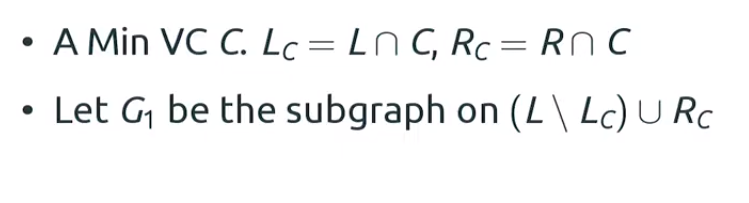 • A Min VC C. L_C = L ∩ C, R_C = R ∩ C
• Let G_1 be the subgraph on (L \ L_C) ∪ R_C